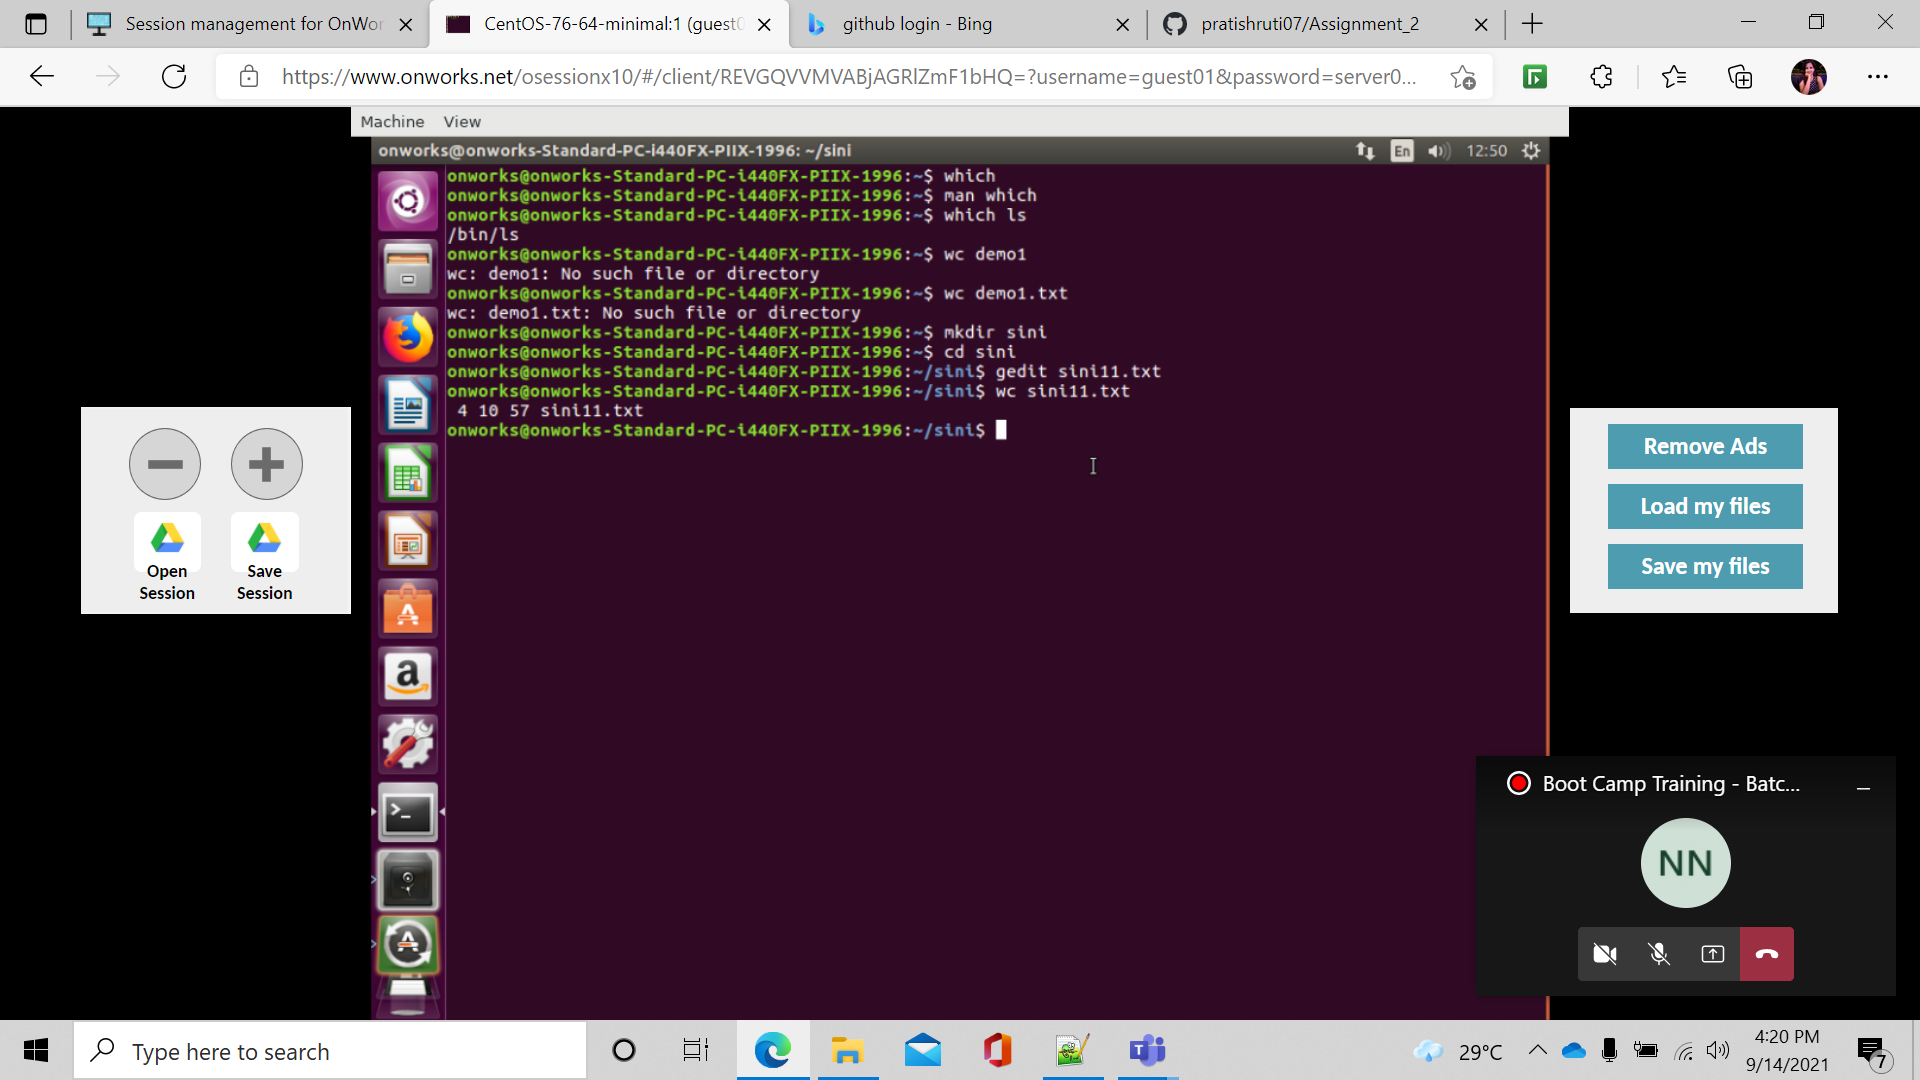 Session management for OnWor
CentOS-76-64-minimal:1 (guest0
github login - Bing
pratishruti07/Assignment_2
https://www.onworks.net/osessionx10/#/client/REVGQVVMVABjAGRlZmF1bHQ=?username=guest01&password=server0...
Machine View
onworks@onworks-Standard-PC-i440FX-PIIX-1996: ~/sini
En
12:50
onworks@onworks-Standard-PC-i440FX-PIIX-1996:~$ which
onworks@onworks-Standard-PC-i440FX-PIIX-1996:~$ man which
onworks@onworks-Standard-PC-i440FX-PIIX-1996:~$ which ls
/bin/ls
onworks@onworks-Standard-PC-i440FX-PIIX-1996:~$ wc demo1
wc: demo1: No such file or directory
onworks@onworks-Standard-PC-i440FX-PIIX-1996:~$ wc demo1.txt
wc: demo1.txt: No such file or directory
onworks@onworks-Standard-PC-i440FX-PIIX-1996:~$ mkdir sini
onworks@onworks-Standard-PC-i440FX-PIIX-1996:~$ cd sini
onworks@onworks-Standard-PC-i440FX-PIIX-1996:~/sini$ gedit sini11.txt
onworks@onworks-Standard-PC-i440FX-PIIX-1996:~/sini$ wc sini11.txt
4 10 57 sini11.txt
onworks@onworks-Standard-PC-i440FX-PIIX-1996:~/sini$
Open Session
Save Session
Remove Ads
Load my files
Save my files
Boot Camp Training - Batc...
NN
Type here to search
29°C
4:20 PM
9/14/2021
7